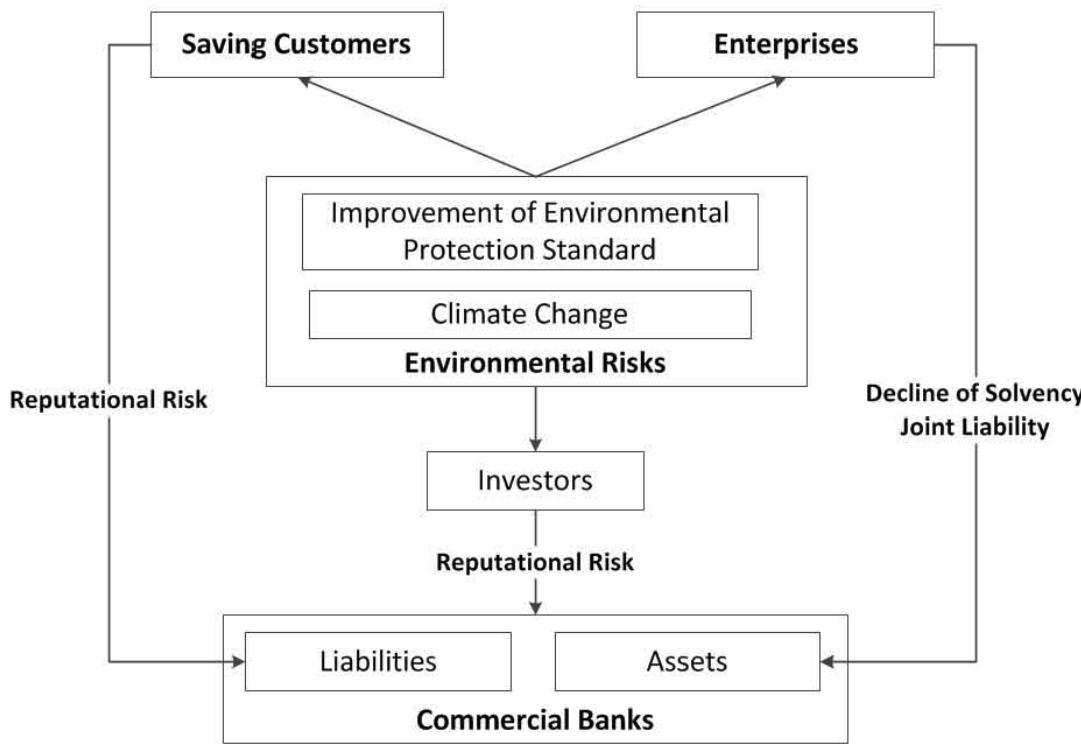 Saving Customers
Enterprises
Improvement of Environmental
Protection Standard
Climate Change
Environmental Risks
Reputational Risk
Decline of Solvency
Joint Liability
Investors
Reputational Risk
Liabilities
Assets
Commercial Banks